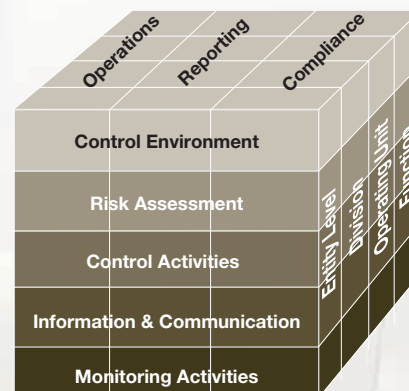 Operations
Reporting
Compliance
Control Environment
Risk Assessment
Control Activities
Information & Communication
Monitoring Activities
Entity Level
Division
Operating Unit
Function